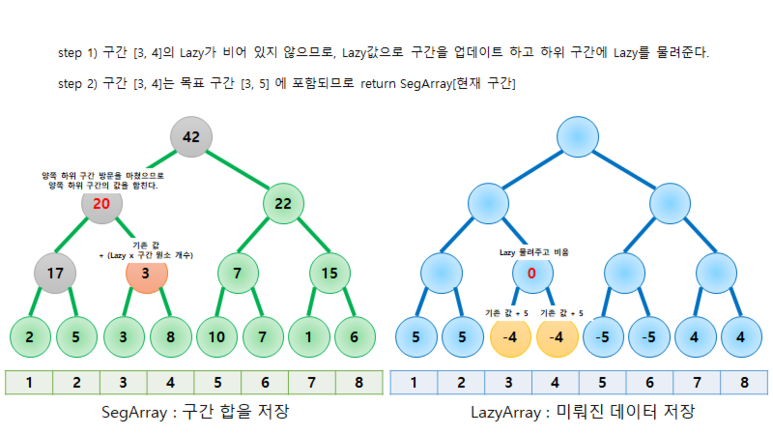 step 1) 구간 [3, 4]의 Lazy가 비어 있지 않으므로, Lazy값으로 구간을 업데이트 하고 하위 구간에 Lazy를 물려준다.
step 2) 구간 [3, 4]는 목표 구간 [3, 5] 에 포함되므로 return SegArray[현재 구간]
42
양쪽 하위 구간 방문을 마쳤으므로
양쪽 하위 구간의 값을 합친다.
20
22
기존 값
+ (Lazy x 구간 원소 개수)
17
3
7
15
2
5
3
8
10
7
1
6
1 2 3 4 5 6 7 8
SegArray : 구간 합을 저장
Lazy 물려주고 비움
0
기존 값 + 5
기존 값 + 5
5
5
-4
-4
-5
-5
4
4
1 2 3 4 5 6 7 8
LazyArray : 미뤄진 데이터 저장